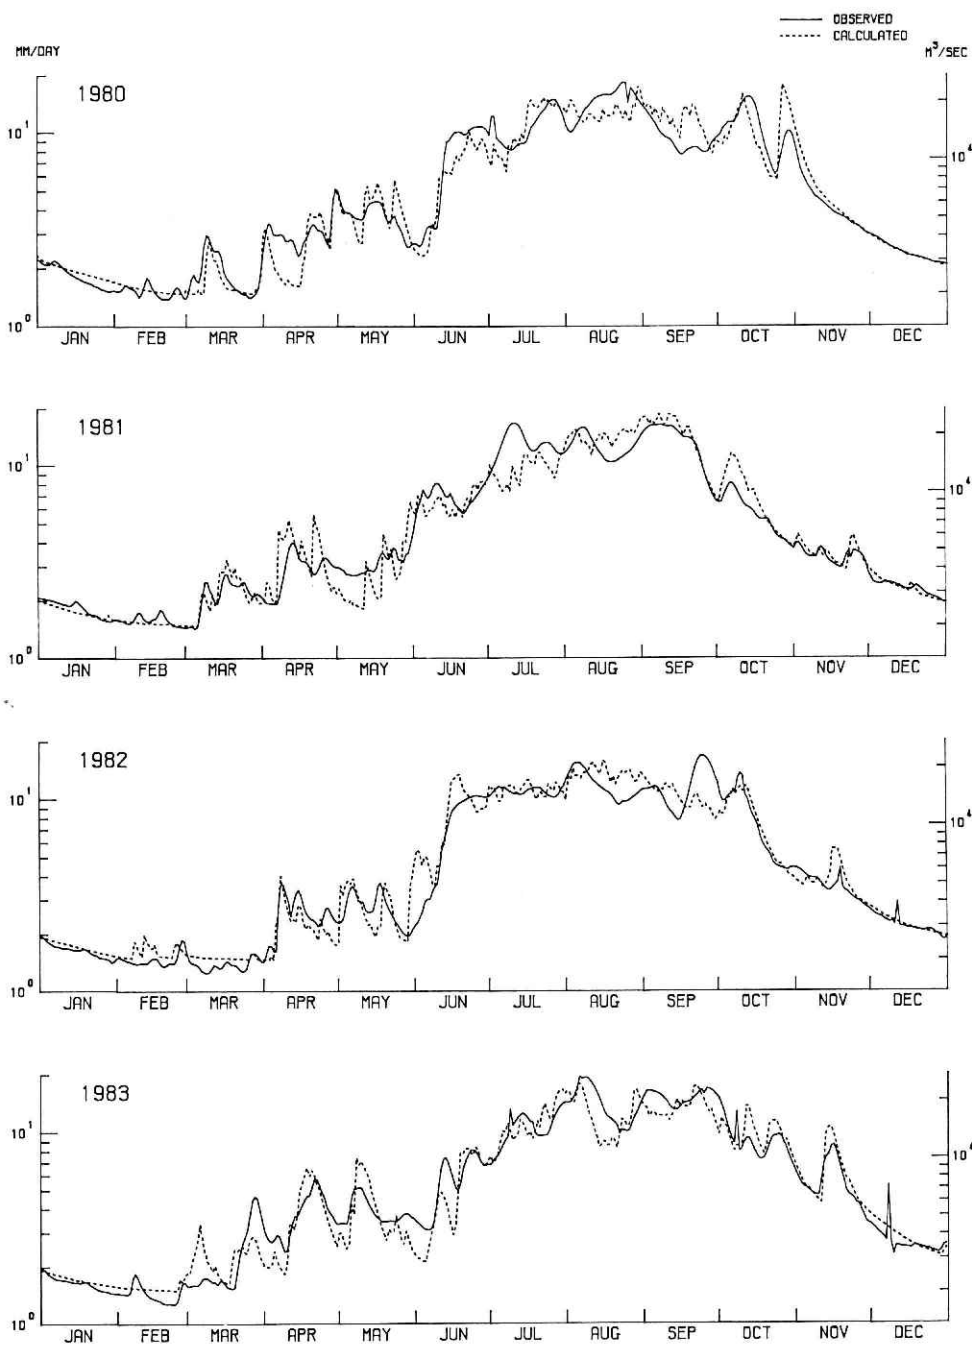 OBSERVED
CALCULATED
MM/DAY
M³/SEC
1980
10¹
10⁴
10⁰
JAN FEB MAR APR MAY JUN JUL AUG SEP OCT NOV DEC
1981
10¹
10⁴
10⁰
JAN FEB MAR APR MAY JUN JUL AUG SEP OCT NOV DEC
1982
10¹
10⁴
10⁰
JAN FEB MAR APR MAY JUN JUL AUG SEP OCT NOV DEC
1983
10¹
10⁴
10⁰
JAN FEB MAR APR MAY JUN JUL AUG SEP OCT NOV DEC